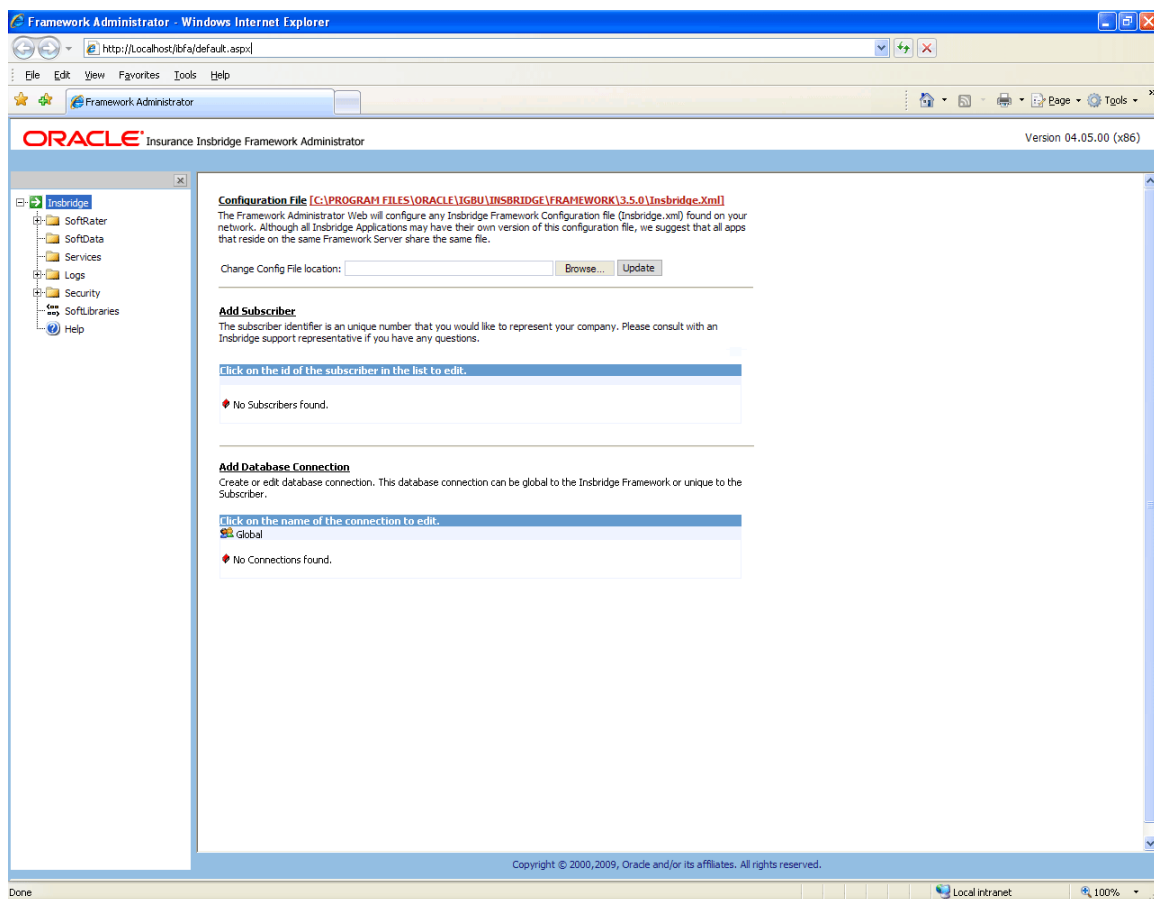 Framework Administrator - Windows Internet Explorer
http://Localhost/ibfa/default.aspx
File Edit View Favorites Tools Help
Framework Administrator
Page Tools
ORACLE Insurance Insbridge Framework Administrator
Version 04.05.00 (x86)
Insbridge
SoftRater
SoftData
Services
Logs
Security
SoftLibraries
Help
Configuration File [C:\PROGRAM FILES\ORACLE\IGBU\INSBRIDGE\FRAMEWORK\3.5.0\Insbridge.Xml]
The Framework Administrator Web will configure any Insbridge Framework Configuration file (Insbridge.xml) found on your
network. Although all Insbridge Applications may have their own version of this configuration file, we suggest that all apps
that reside on the same Framework Server share the same file.
Change Config File location: Browse... Update
Add Subscriber
The subscriber identifier is an unique number that you would like to represent your company. Please consult with an
Insbridge support representative if you have any questions.
Click on the id of the subscriber in the list to edit.
No Subscribers found.
Add Database Connection
Create or edit database connection. This database connection can be global to the Insbridge Framework or unique to the
Subscriber.
Click on the name of the connection to edit.
Global
No Connections found.
Copyright © 2000,2009, Oracle and/or its affiliates. All rights reserved.
Done
Local intranet
100%